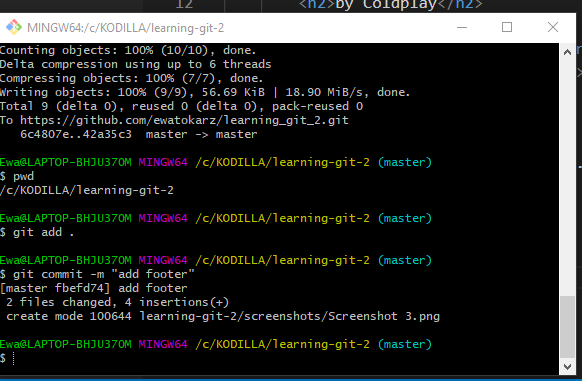 12 <h2>by Coldplay</h2>
MINGW64:/c/KODILLA/learning-git-2
Counting objects: 100% (10/10), done.
Delta compression using up to 6 threads
Compressing objects: 100% (7/7), done.
Writing objects: 100% (9/9), 56.69 KiB | 18.90 MiB/s, done.
Total 9 (delta 0), reused 0 (delta 0), pack-reused 0
To https://github.com/ewatokarz/learning_git_2.git
   6c4807e..42a35c3  master -> master
Ewa@LAPTOP-BHJU37OM MINGW64 /c/KODILLA/learning-git-2 (master)
$ pwd
/c/KODILLA/learning-git-2
Ewa@LAPTOP-BHJU37OM MINGW64 /c/KODILLA/learning-git-2 (master)
$ git add .
Ewa@LAPTOP-BHJU37OM MINGW64 /c/KODILLA/learning-git-2 (master)
$ git commit -m "add footer"
[master fbefd74] add footer
 2 files changed, 4 insertions(+)
 create mode 100644 learning-git-2/screenshots/Screenshot 3.png
Ewa@LAPTOP-BHJU37OM MINGW64 /c/KODILLA/learning-git-2 (master)
$